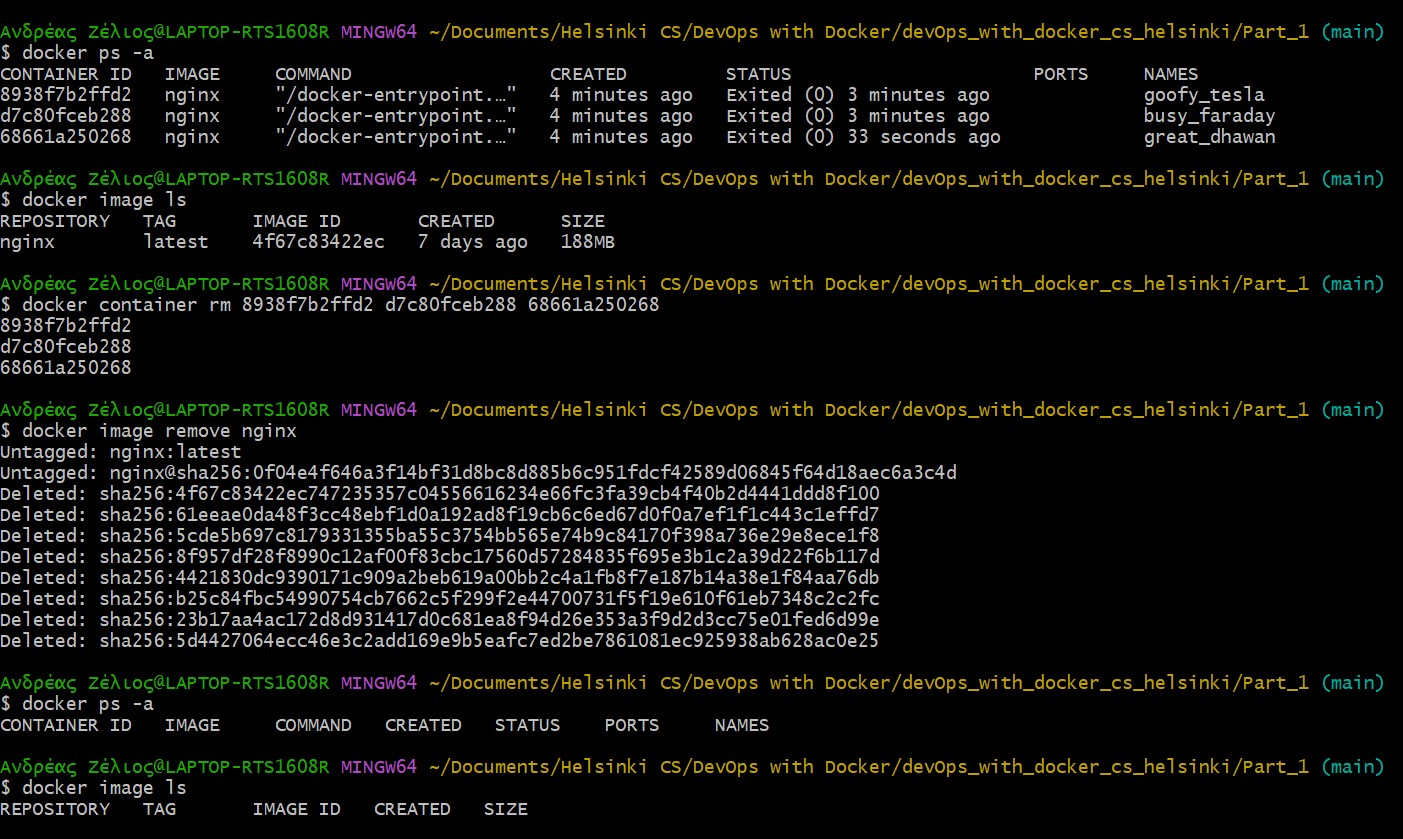 Ανδρέας Ζέλιος@LAPTOP-RTS1608R MINGW64 ~/Documents/Helsinki CS/DevOps with Docker/devOps_with_docker_cs_helsinki/Part_1 (main)
$ docker ps -a
CONTAINER ID   IMAGE     COMMAND                  CREATED         STATUS                      PORTS     NAMES
8938f7b2ffd2   nginx     "/docker-entrypoint.…"   4 minutes ago   Exited (0) 3 minutes ago              goofy_tesla
d7c80fceb288   nginx     "/docker-entrypoint.…"   4 minutes ago   Exited (0) 3 minutes ago              busy_faraday
68661a250268   nginx     "/docker-entrypoint.…"   4 minutes ago   Exited (0) 33 seconds ago             great_dhawan
Ανδρέας Ζέλιος@LAPTOP-RTS1608R MINGW64 ~/Documents/Helsinki CS/DevOps with Docker/devOps_with_docker_cs_helsinki/Part_1 (main)
$ docker image ls
REPOSITORY   TAG       IMAGE ID       CREATED      SIZE
nginx        latest    4f67c83422ec   7 days ago   188MB
Ανδρέας Ζέλιος@LAPTOP-RTS1608R MINGW64 ~/Documents/Helsinki CS/DevOps with Docker/devOps_with_docker_cs_helsinki/Part_1 (main)
$ docker container rm 8938f7b2ffd2 d7c80fceb288 68661a250268
8938f7b2ffd2
d7c80fceb288
68661a250268
Ανδρέας Ζέλιος@LAPTOP-RTS1608R MINGW64 ~/Documents/Helsinki CS/DevOps with Docker/devOps_with_docker_cs_helsinki/Part_1 (main)
$ docker image remove nginx
Untagged: nginx:latest
Untagged: nginx@sha256:0f04e4f646a3f14bf31d8bc8d885b6c951fdcf42589d06845f64d18aec6a3c4d
Deleted: sha256:4f67c83422ec747235357c04556616234e66fc3fa39cb4f40b2d4441ddd8f100
Deleted: sha256:61eeae0da48f3cc48ebf1d0a192ad8f19cb6c6ed67d0f0a7ef1f1c443c1effd7
Deleted: sha256:5cde5b697c8179331355ba55c3754bb565e74b9c84170f398a736e29e8ece1f8
Deleted: sha256:8f957df28f8990c12af00f83cbc17560d57284835f695e3b1c2a39d22f6b117d
Deleted: sha256:4421830dc9390171c909a2beb619a00bb2c4a1fb8f7e187b14a38e1f84aa76db
Deleted: sha256:b25c84fbc54990754cb7662c5f299f2e44700731f5f19e610f61eb7348c2c2fc
Deleted: sha256:23b17aa4ac172d8d931417d0c681ea8f94d26e353a3f9d2d3cc75e01fed6d99e
Deleted: sha256:5d4427064ecc46e3c2add169e9b5eafc7ed2be7861081ec925938ab628ac0e25
Ανδρέας Ζέλιος@LAPTOP-RTS1608R MINGW64 ~/Documents/Helsinki CS/DevOps with Docker/devOps_with_docker_cs_helsinki/Part_1 (main)
$ docker ps -a
CONTAINER ID   IMAGE     COMMAND   CREATED   STATUS    PORTS     NAMES
Ανδρέας Ζέλιος@LAPTOP-RTS1608R MINGW64 ~/Documents/Helsinki CS/DevOps with Docker/devOps_with_docker_cs_helsinki/Part_1 (main)
$ docker image ls
REPOSITORY   TAG       IMAGE ID   CREATED   SIZE